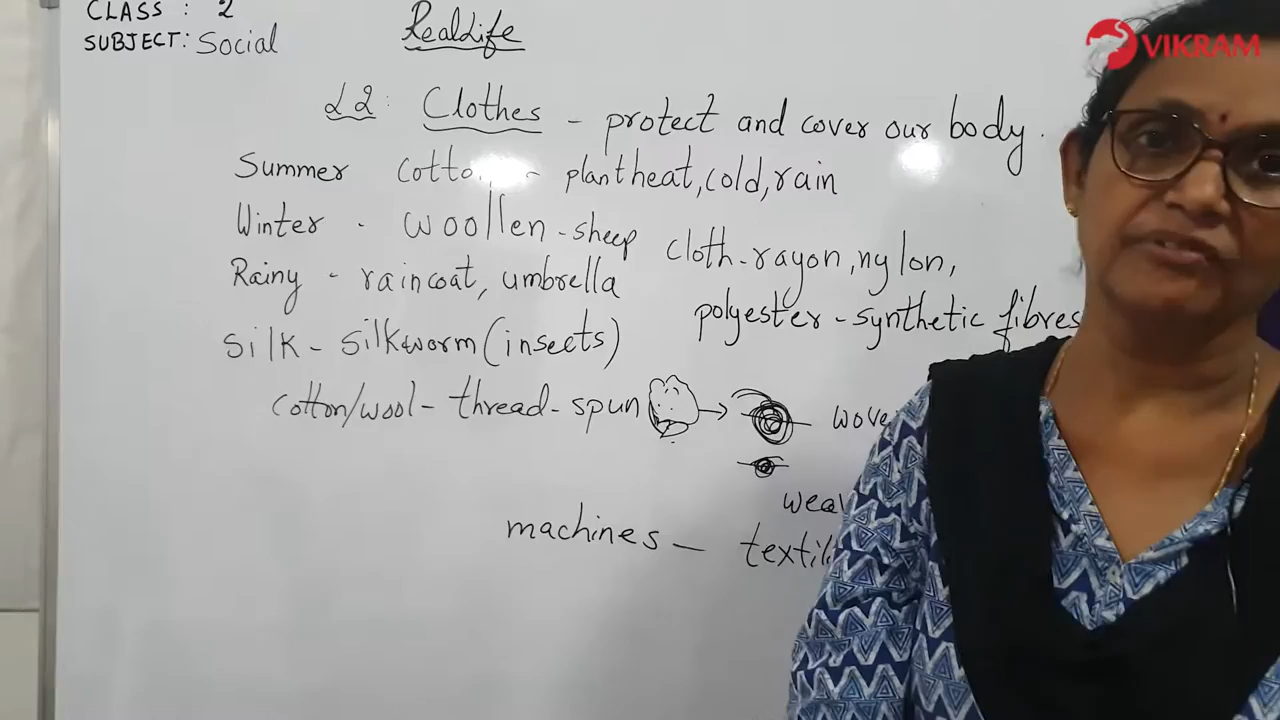 CLASS : 2
SUBJECT: Social
RealLife
VIKRAM
L2: Clothes - protect and cover our body.
Summer cotto - plant heat, cold, rain
Winter - woollen - sheep
cloth - rayon, nylon,
Rainy - raincoat, umbrella
polyester - synthetic fibres
Silk - silkworm (insects)
cotton/wool - thread - spun → wove
weav
machines - textil